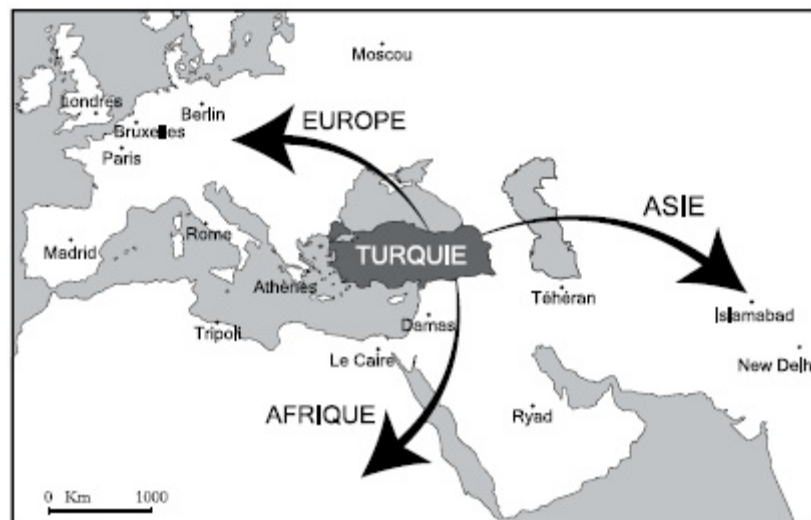 Moscou
Londres
Berlin
Bruxelles
EUROPE
Paris
ASIE
Rome
Madrid
TURQUIE
Athènes
Téhéran
Islamabad
Tripoli
Damas
Le Caire
New Delh
AFRIQUE
Ryad
0 Km 1000